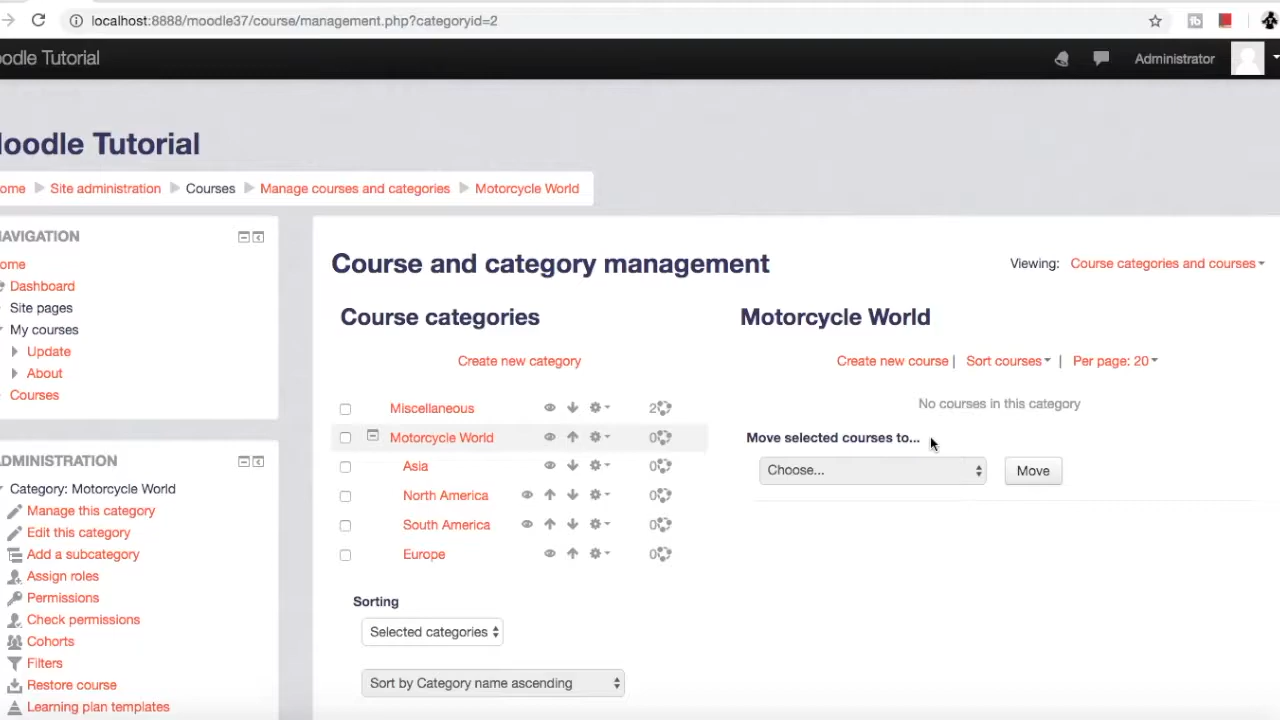 localhost:8888/moodle37/course/management.php?categoryid=2
oodle Tutorial
Administrator
oodle Tutorial
ome Site administration Courses Manage courses and categories Motorcycle World
AVIGATION
ome
Dashboard
Site pages
My courses
Update
About
Courses
DMINISTRATION
Category: Motorcycle World
Manage this category
Edit this category
Add a subcategory
Assign roles
Permissions
Check permissions
Cohorts
Filters
Restore course
Learning plan templates
Course and category management
Viewing: Course categories and courses
Course categories
Create new category
Miscellaneous 2
Motorcycle World 0
Asia 0
North America 0
South America 0
Europe 0
Sorting
Selected categories
Sort by Category name ascending
Motorcycle World
Create new course | Sort courses | Per page: 20
No courses in this category
Move selected courses to...
Choose... Move